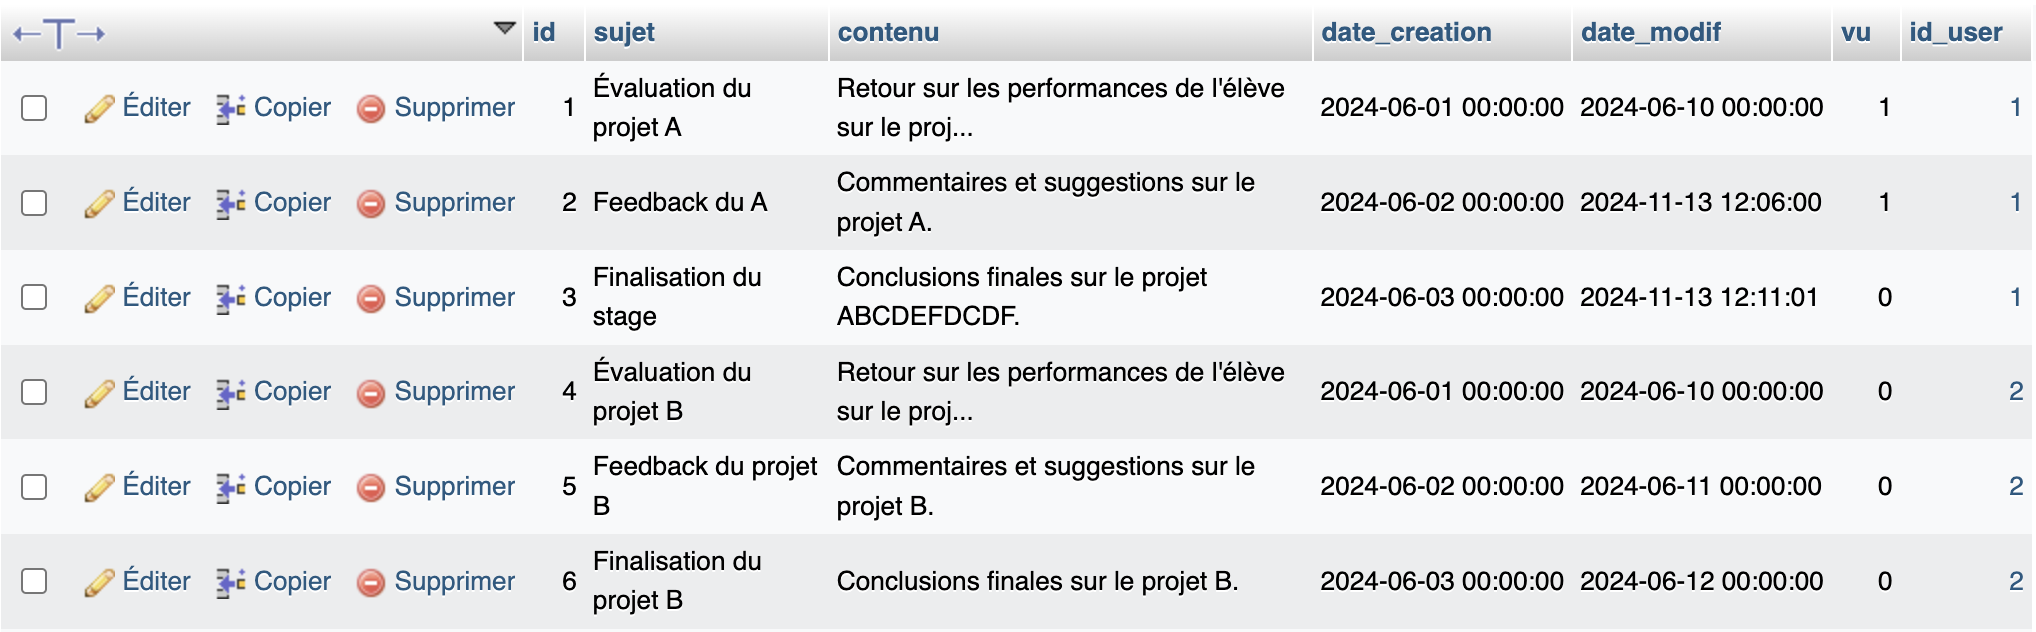 id sujet contenu date_creation date_modif vu id_user
Éditer Copier Supprimer 1 Évaluation du projet A Retour sur les performances de l'élève sur le proj... 2024-06-01 00:00:00 2024-06-10 00:00:00 1 1
Éditer Copier Supprimer 2 Feedback du A Commentaires et suggestions sur le projet A. 2024-06-02 00:00:00 2024-11-13 12:06:00 1 1
Éditer Copier Supprimer 3 Finalisation du stage Conclusions finales sur le projet ABCDEFDCDF. 2024-06-03 00:00:00 2024-11-13 12:11:01 0 1
Éditer Copier Supprimer 4 Évaluation du projet B Retour sur les performances de l'élève sur le proj... 2024-06-01 00:00:00 2024-06-10 00:00:00 0 2
Éditer Copier Supprimer 5 Feedback du projet B Commentaires et suggestions sur le projet B. 2024-06-02 00:00:00 2024-06-11 00:00:00 0 2
Éditer Copier Supprimer 6 Finalisation du projet B Conclusions finales sur le projet B. 2024-06-03 00:00:00 2024-06-12 00:00:00 0 2